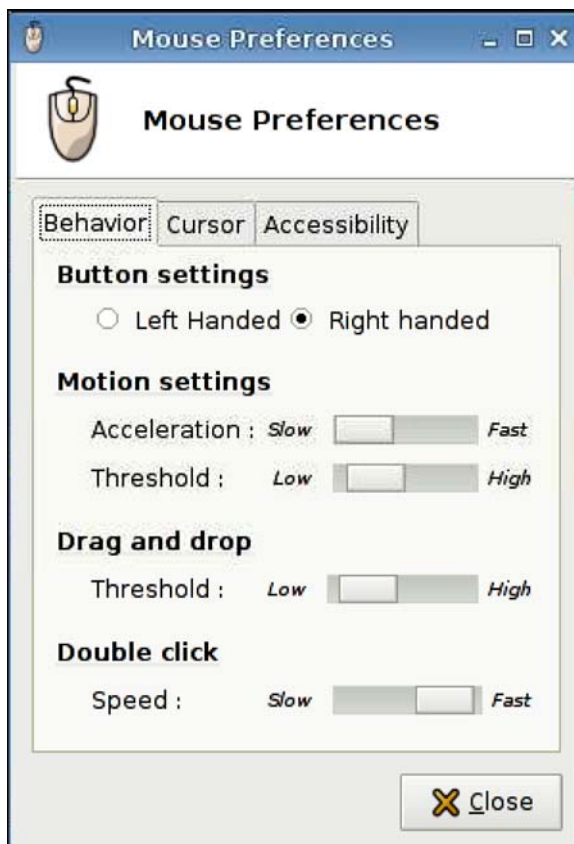 Mouse Preferences
Mouse Preferences
Behavior Cursor Accessibility
Button settings
Left Handed Right handed
Motion settings
Acceleration : Slow Fast
Threshold : Low High
Drag and drop
Threshold : Low High
Double click
Speed : Slow Fast
Close